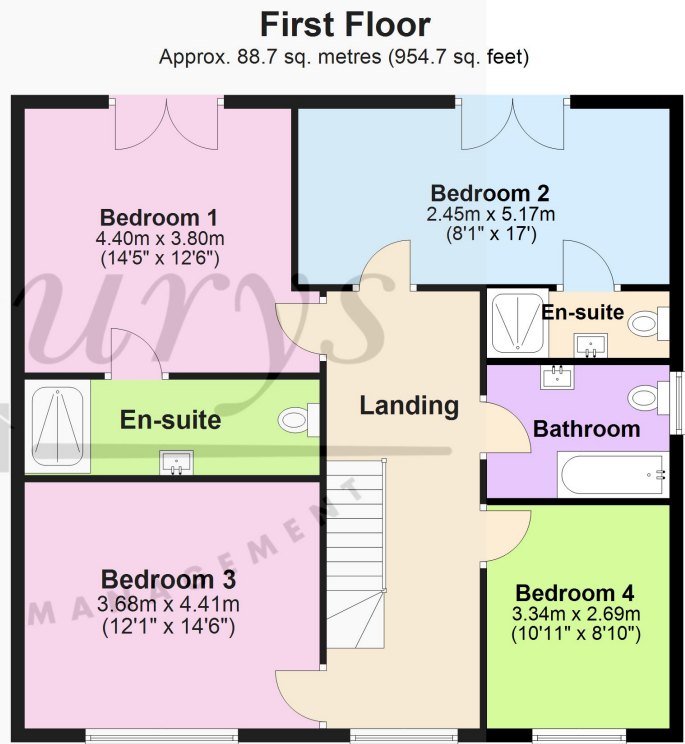 First Floor
Approx. 88.7 sq. metres (954.7 sq. feet)
Bedroom 1
4.40m x 3.80m
(14'5" x 12'6")
Bedroom 2
2.45m x 5.17m
(8'1" x 17')
En-suite
En-suite
Landing
Bathroom
Bedroom 3
3.68m x 4.41m
(12'1" x 14'6")
Bedroom 4
3.34m x 2.69m
(10'11" x 8'10")
MANAGEMENT